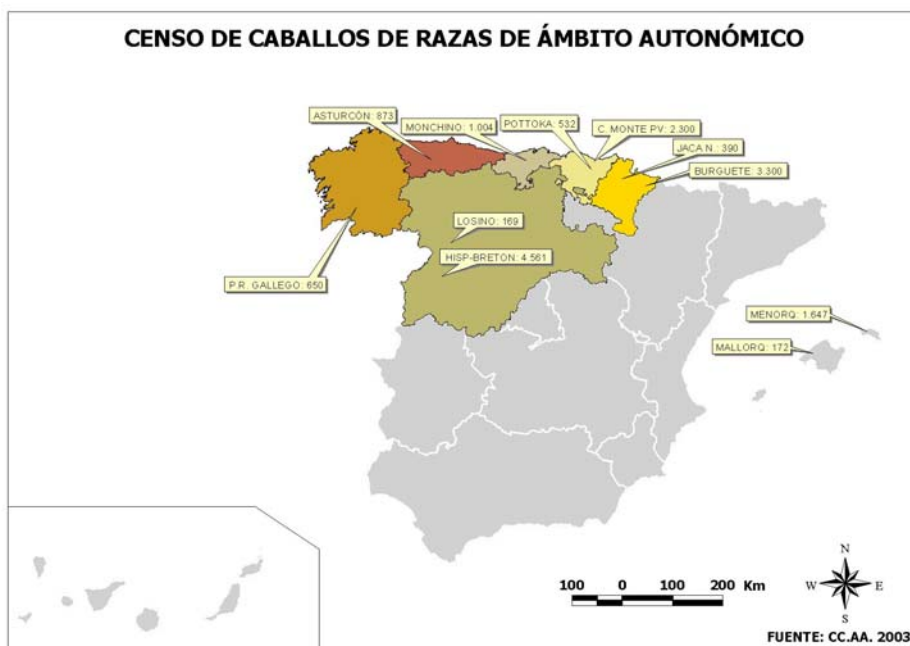 CENSO DE CABALLOS DE RAZAS DE ÁMBITO AUTONÓMICO
ASTURCÓN: 873
MONCHINO: 1.004
POTTOKA: 532
C. MONTE PV: 2.300
JACA N.: 390
BURGUETE: 3.300
LOSINO: 169
HISP-BRETON: 4.561
P.R. GALLEGO: 650
MENORQ: 1.647
MALLORQ: 172
100 0 100 200 Km
N
W E
S
FUENTE: CC.AA. 2003